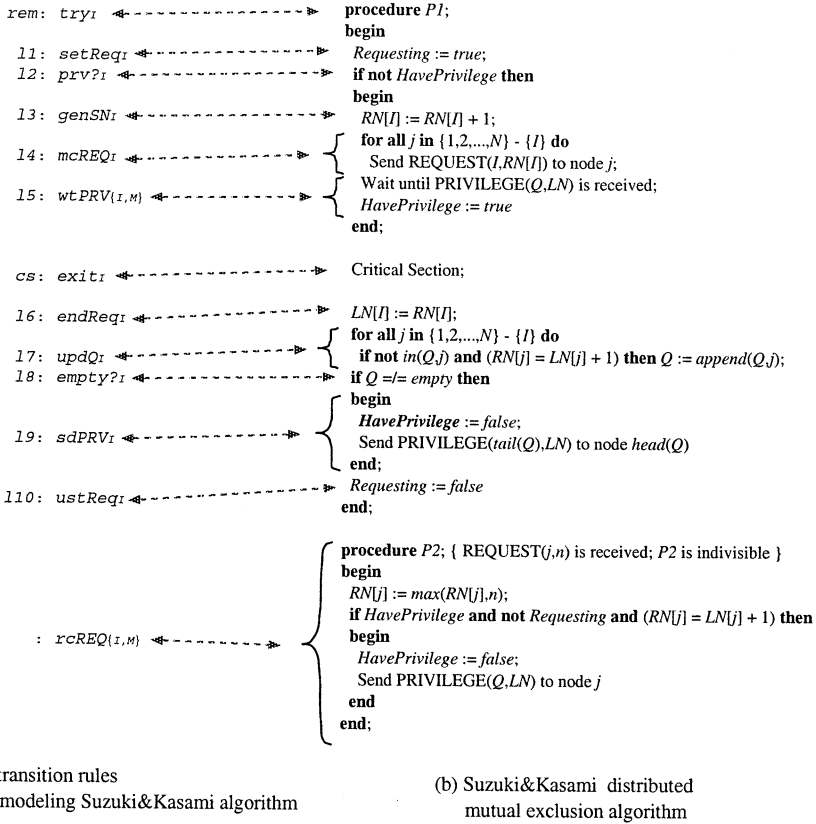 rem: tryI procedure P1;
begin
l1: setReqI Requesting := true;
l2: prv?I if not HavePrivilege then
begin
l3: genSNI RN[I] := RN[I] + 1;
for all j in {1,2,...,N} - {I} do
l4: mcREQI Send REQUEST(I,RN[I]) to node j;
Wait until PRIVILEGE(Q,LN) is received;
l5: wtPRV{I,M} HavePrivilege := true
end;
cs: exitI Critical Section;
l6: endReqI LN[I] := RN[I];
for all j in {1,2,...,N} - {I} do
l7: updQI if not in(Q,j) and (RN[j] = LN[j] + 1) then Q := append(Q,j);
l8: empty?I if Q =/= empty then
begin
HavePrivilege := false;
l9: sdPRVI Send PRIVILEGE(tail(Q),LN) to node head(Q)
end;
l10: ustReqI Requesting := false
end;
procedure P2; { REQUEST(j,n) is received; P2 is indivisible }
begin
RN[j] := max(RN[j],n);
if HavePrivilege and not Requesting and (RN[j] = LN[j] + 1) then
: rcREQ{I,M} begin
HavePrivilege := false;
Send PRIVILEGE(Q,LN) to node j
end
end;
transition rules
modeling Suzuki&Kasami algorithm
(b) Suzuki&Kasami distributed
mutual exclusion algorithm